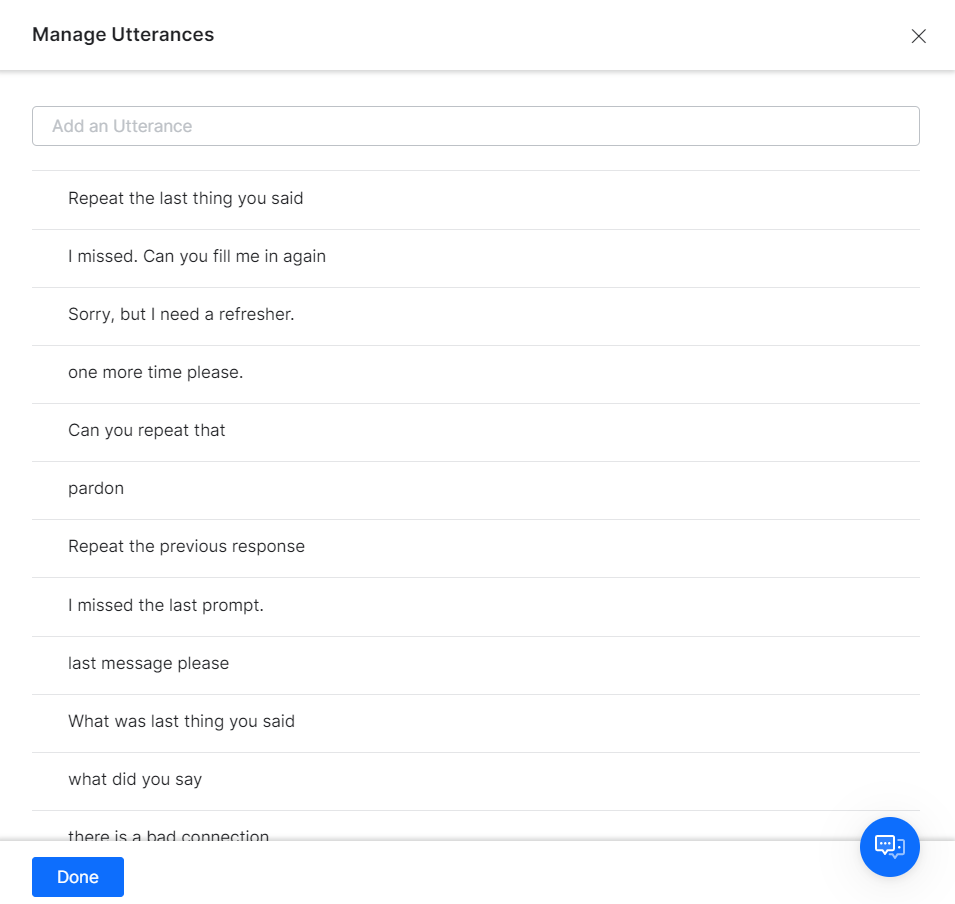 Manage Utterances
Add an Utterance
Repeat the last thing you said
I missed. Can you fill me in again
Sorry, but I need a refresher.
one more time please.
Can you repeat that
pardon
Repeat the previous response
I missed the last prompt.
last message please
What was last thing you said
what did you say
there is a bad connection
Done